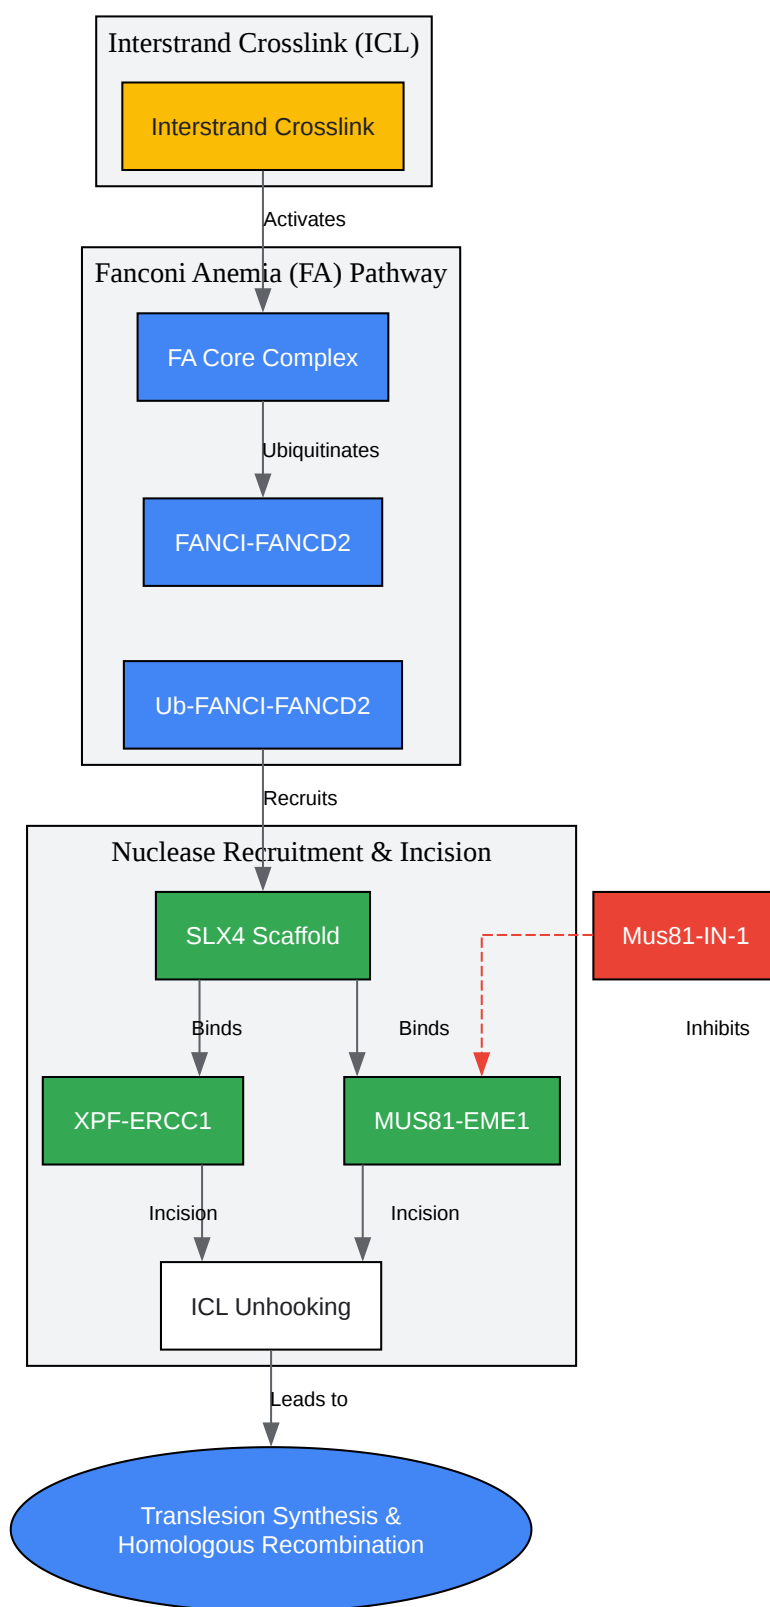 Interstrand Crosslink (ICL)
Interstrand Crosslink
Activates
Fanconi Anemia (FA) Pathway
FA Core Complex
Ubiquitinates
FANCI-FANCD2
Ub-FANCI-FANCD2
Recruits
Nuclease Recruitment & Incision
SLX4 Scaffold
Mus81-IN-1
Binds
Binds
Inhibits
XPF-ERCC1
MUS81-EME1
Incision
Incision
ICL Unhooking
Leads to
Translesion Synthesis &
Homologous Recombination